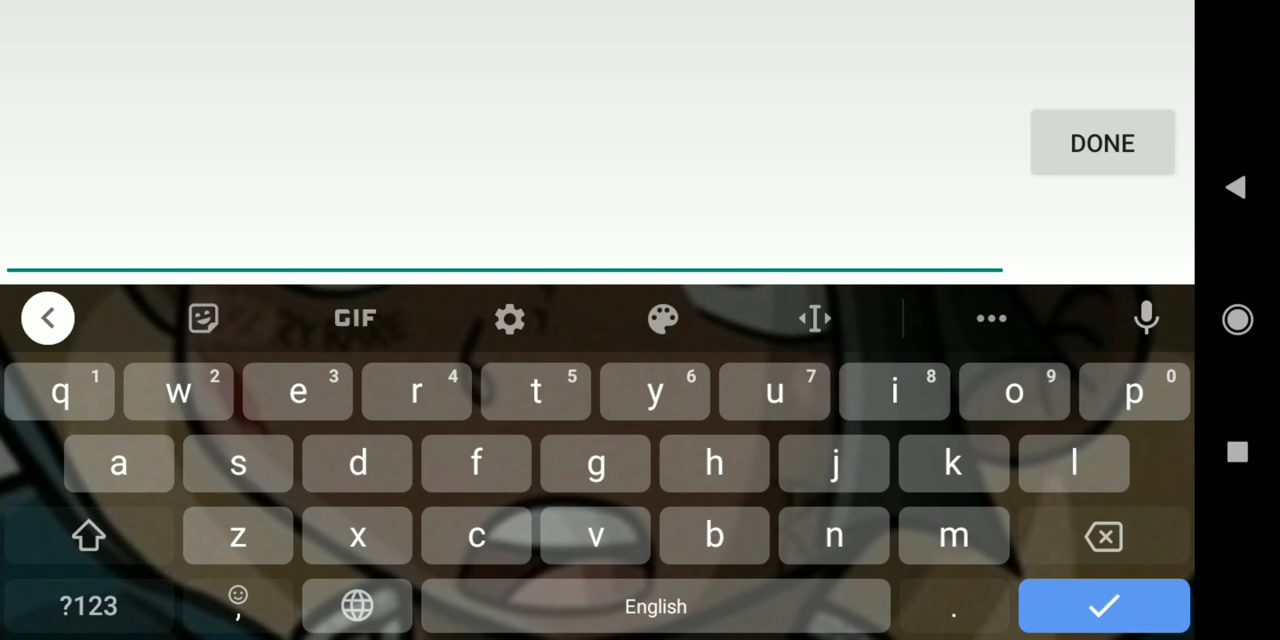 DONE
GIF
q 1 w 2 e 3 r 4 t 5 y 6 u 7 i 8 o 9 p 0
a s d f g h j k l
z x c v b n m
?123 , English .